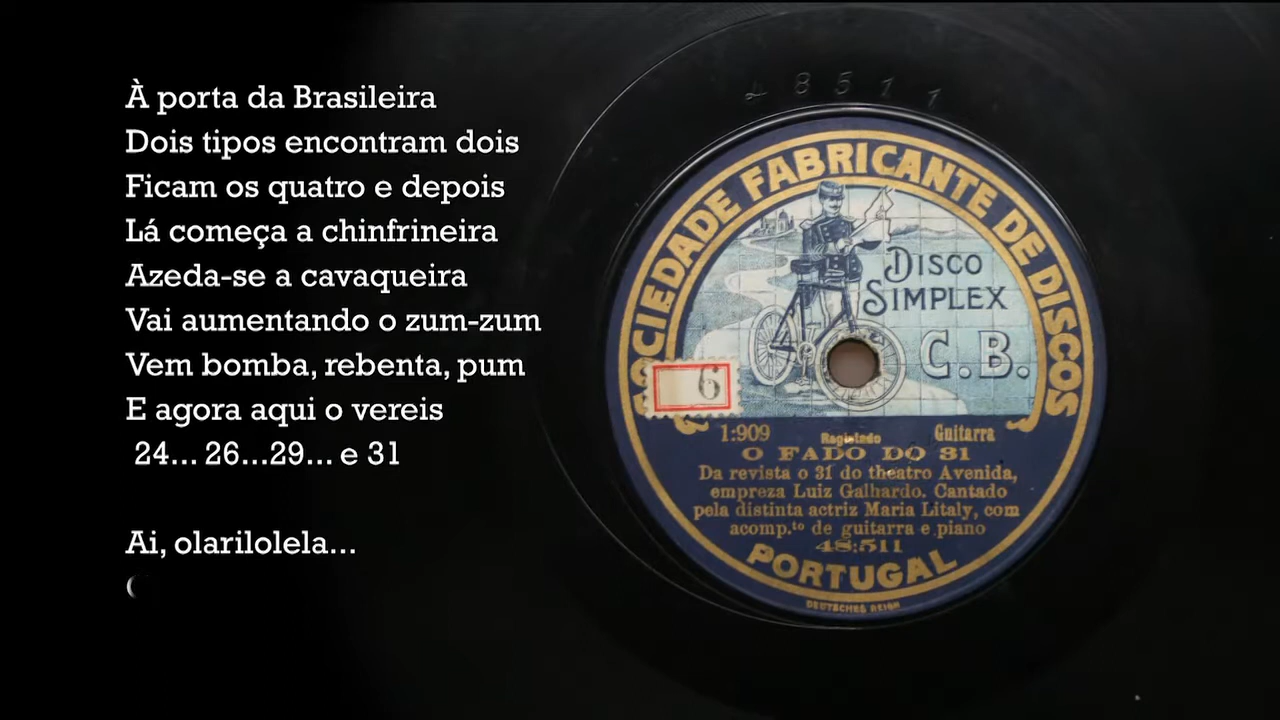 À porta da Brasileira
Dois tipos encontram dois
Ficam os quatro e depois
Lá começa a chinfrineira
Azeda-se a cavaqueira
Vai aumentando o zum-zum
Vem bomba, rebenta, pum
E agora aqui o vereis
24... 26...29... e 31
Ai, olarilolela...
48511
SOCIEDADE FABRICANTE DE DISCOS
DISCO
SIMPLEX
C.B.
6
1:909 Registado Guitarra
O FADO DO 31
Da revista o 31 do theatro Avenida,
empreza Luiz Galhardo. Cantado
pela distinta actriz Maria Litaly, com
acomp.to de guitarra e piano
48:511
PORTUGAL
DEUTSCHES REICH